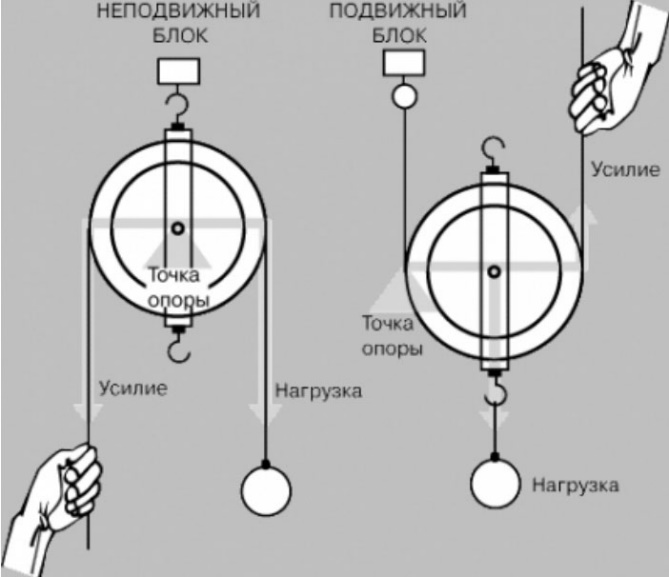 НЕПОДВИЖНЫЙ
БЛОК
ПОДВИЖНЫЙ
БЛОК
Усилие
Точка
опоры
Точка
опоры
Усилие
Нагрузка
Нагрузка